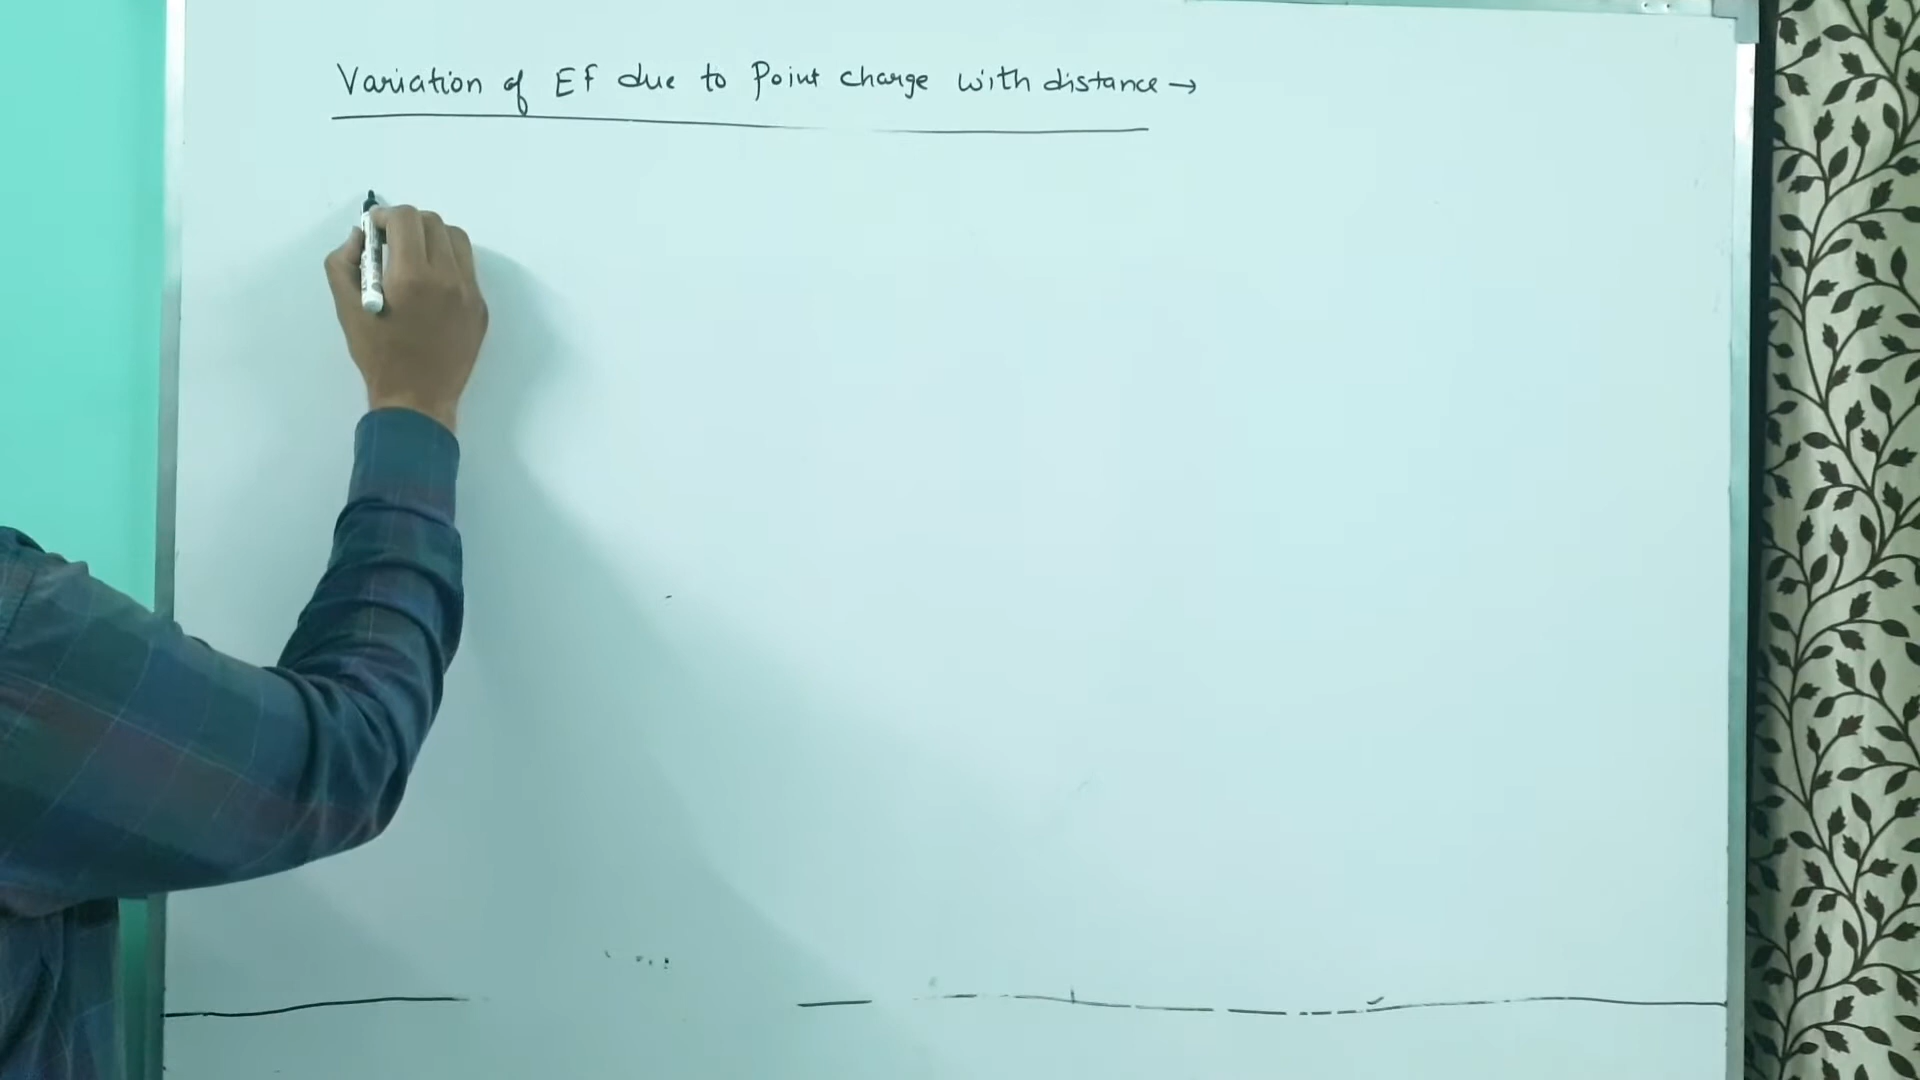 Variation of EF due to Point charge with distance →